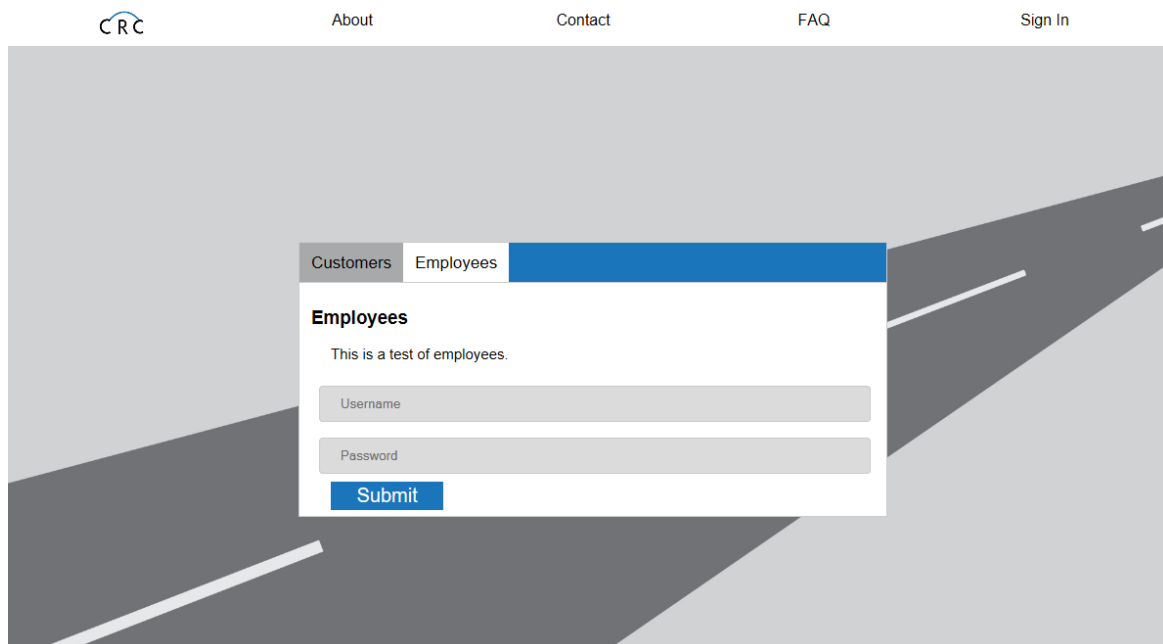 CRC About Contact FAQ Sign In
Customers Employees
Employees
This is a test of employees.
Username
Password
Submit